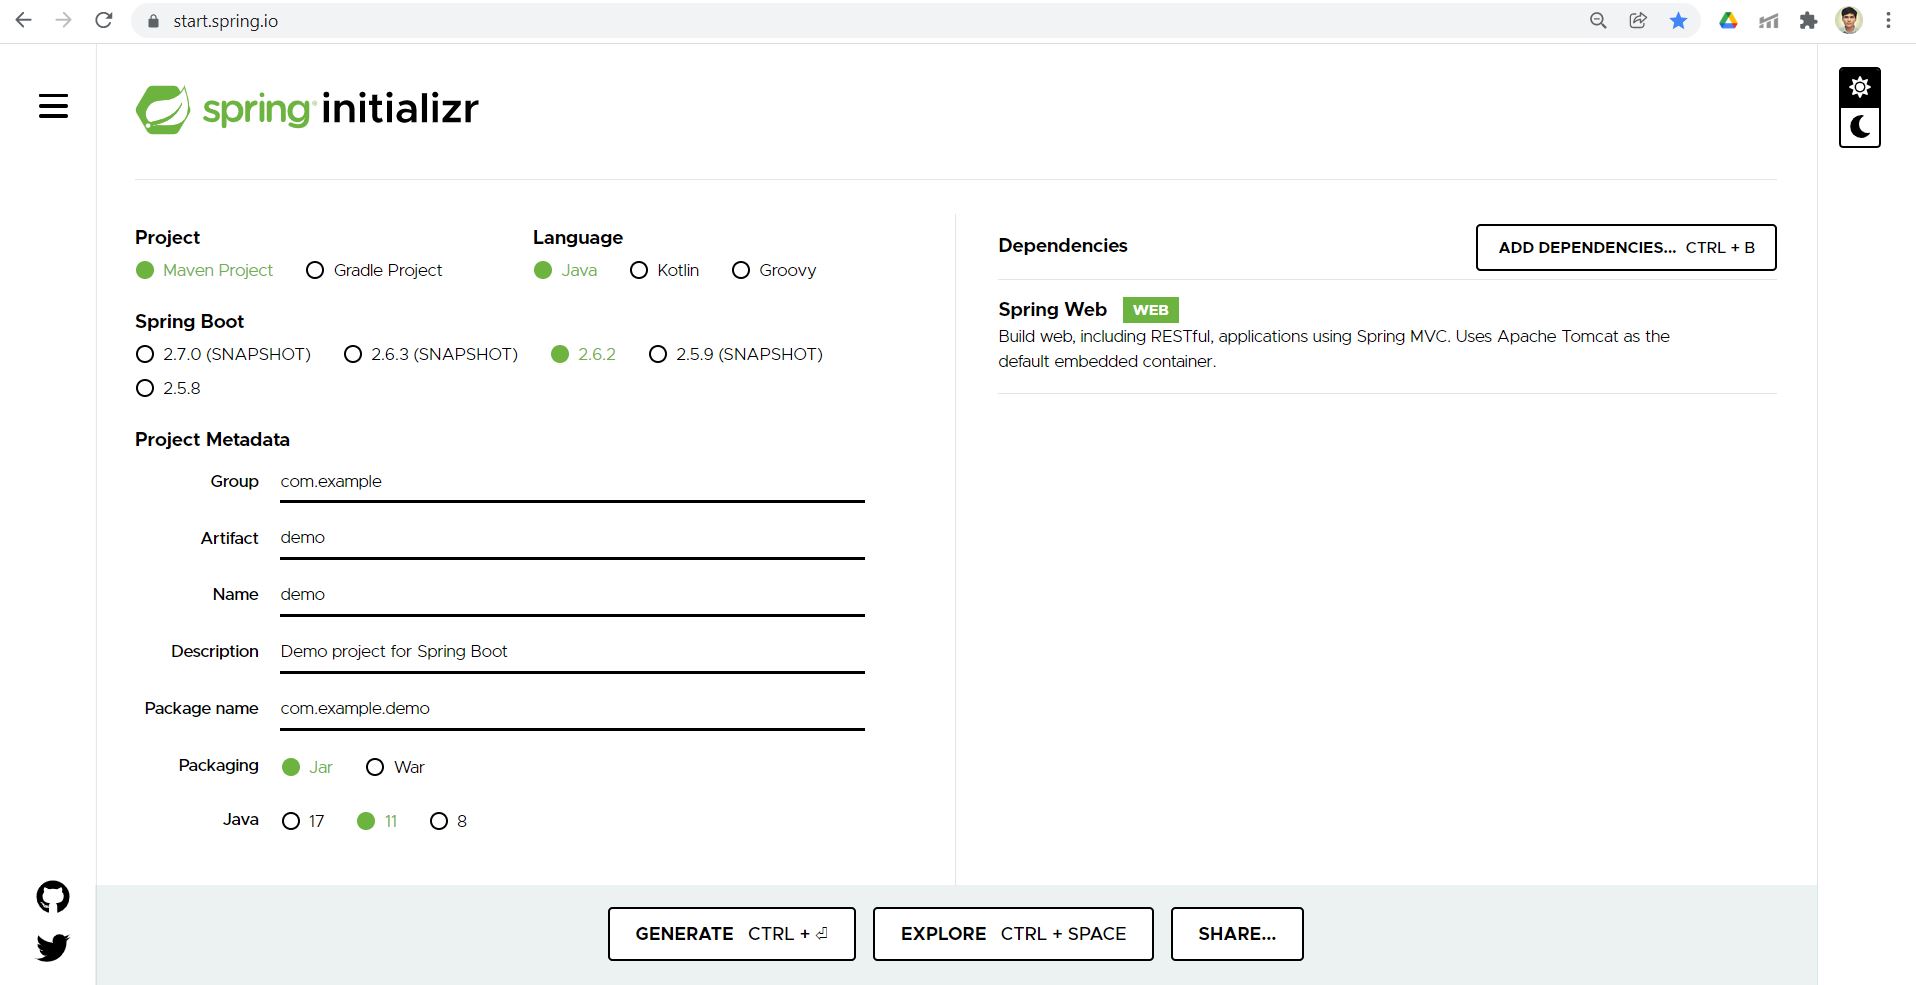 start.spring.io
spring initializr
Project
Maven Project Gradle Project
Language
Java Kotlin Groovy
Spring Boot
2.7.0 (SNAPSHOT) 2.6.3 (SNAPSHOT) 2.6.2 2.5.9 (SNAPSHOT)
2.5.8
Project Metadata
Group com.example
Artifact demo
Name demo
Description Demo project for Spring Boot
Package name com.example.demo
Packaging Jar War
Java 17 11 8
Dependencies
ADD DEPENDENCIES... CTRL + B
Spring Web WEB
Build web, including RESTful, applications using Spring MVC. Uses Apache Tomcat as the
default embedded container.
GENERATE CTRL + ⏎
EXPLORE CTRL + SPACE
SHARE...